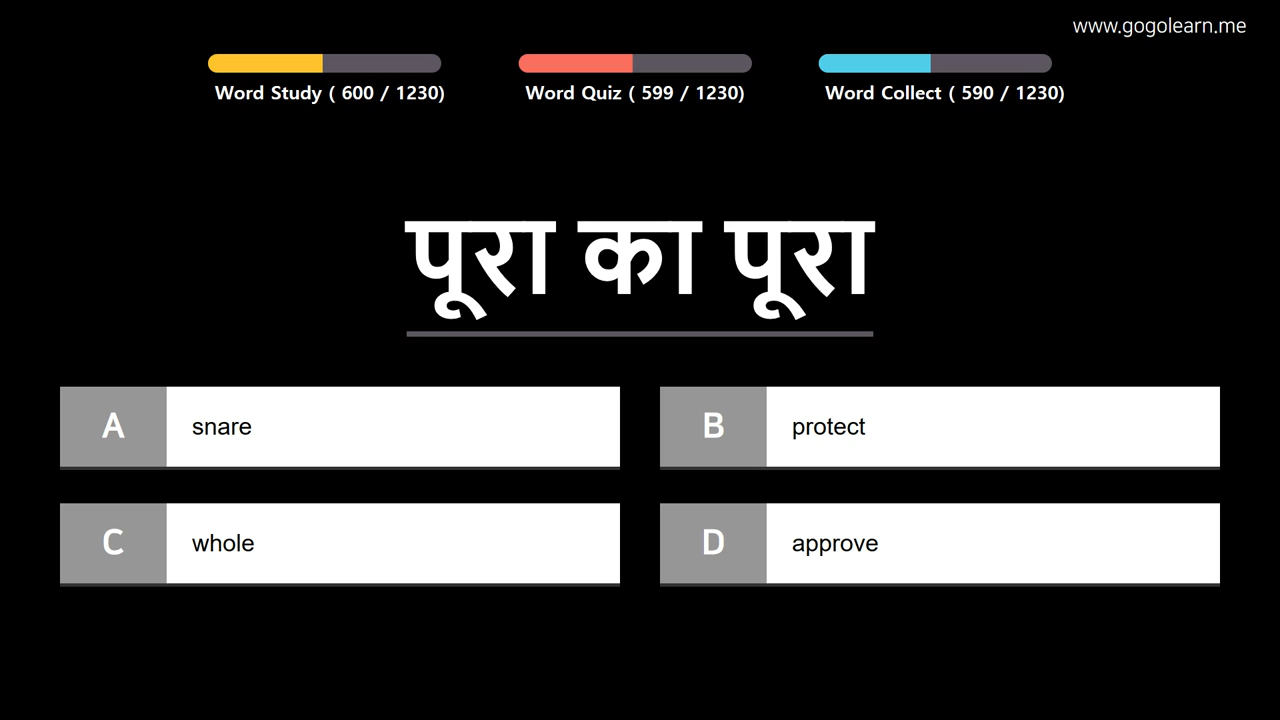 www.gogolearn.me
Word Study ( 600 / 1230)
Word Quiz ( 599 / 1230)
Word Collect ( 590 / 1230)
पूरा का पूरा
A snare
B protect
C whole
D approve